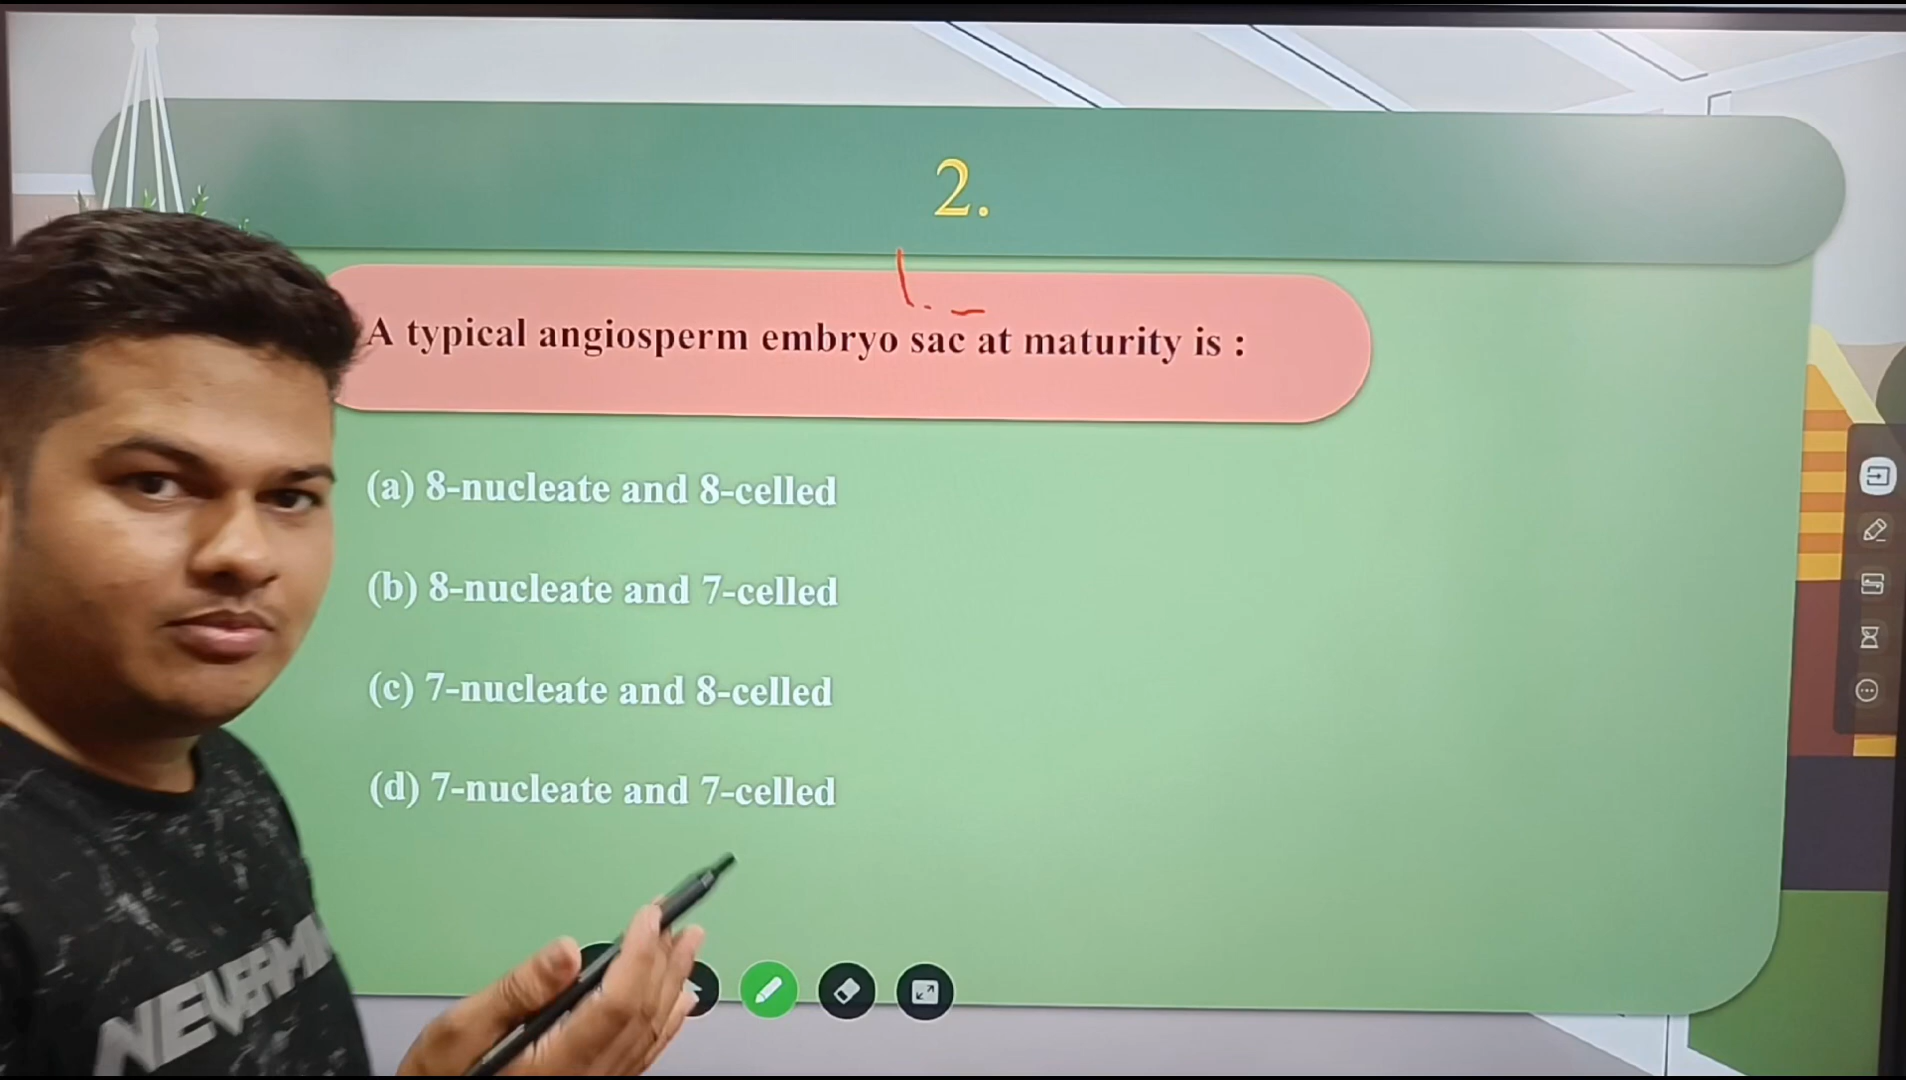 2.
A typical angiosperm embryo sac at maturity is :
(a) 8-nucleate and 8-celled
(b) 8-nucleate and 7-celled
(c) 7-nucleate and 8-celled
(d) 7-nucleate and 7-celled